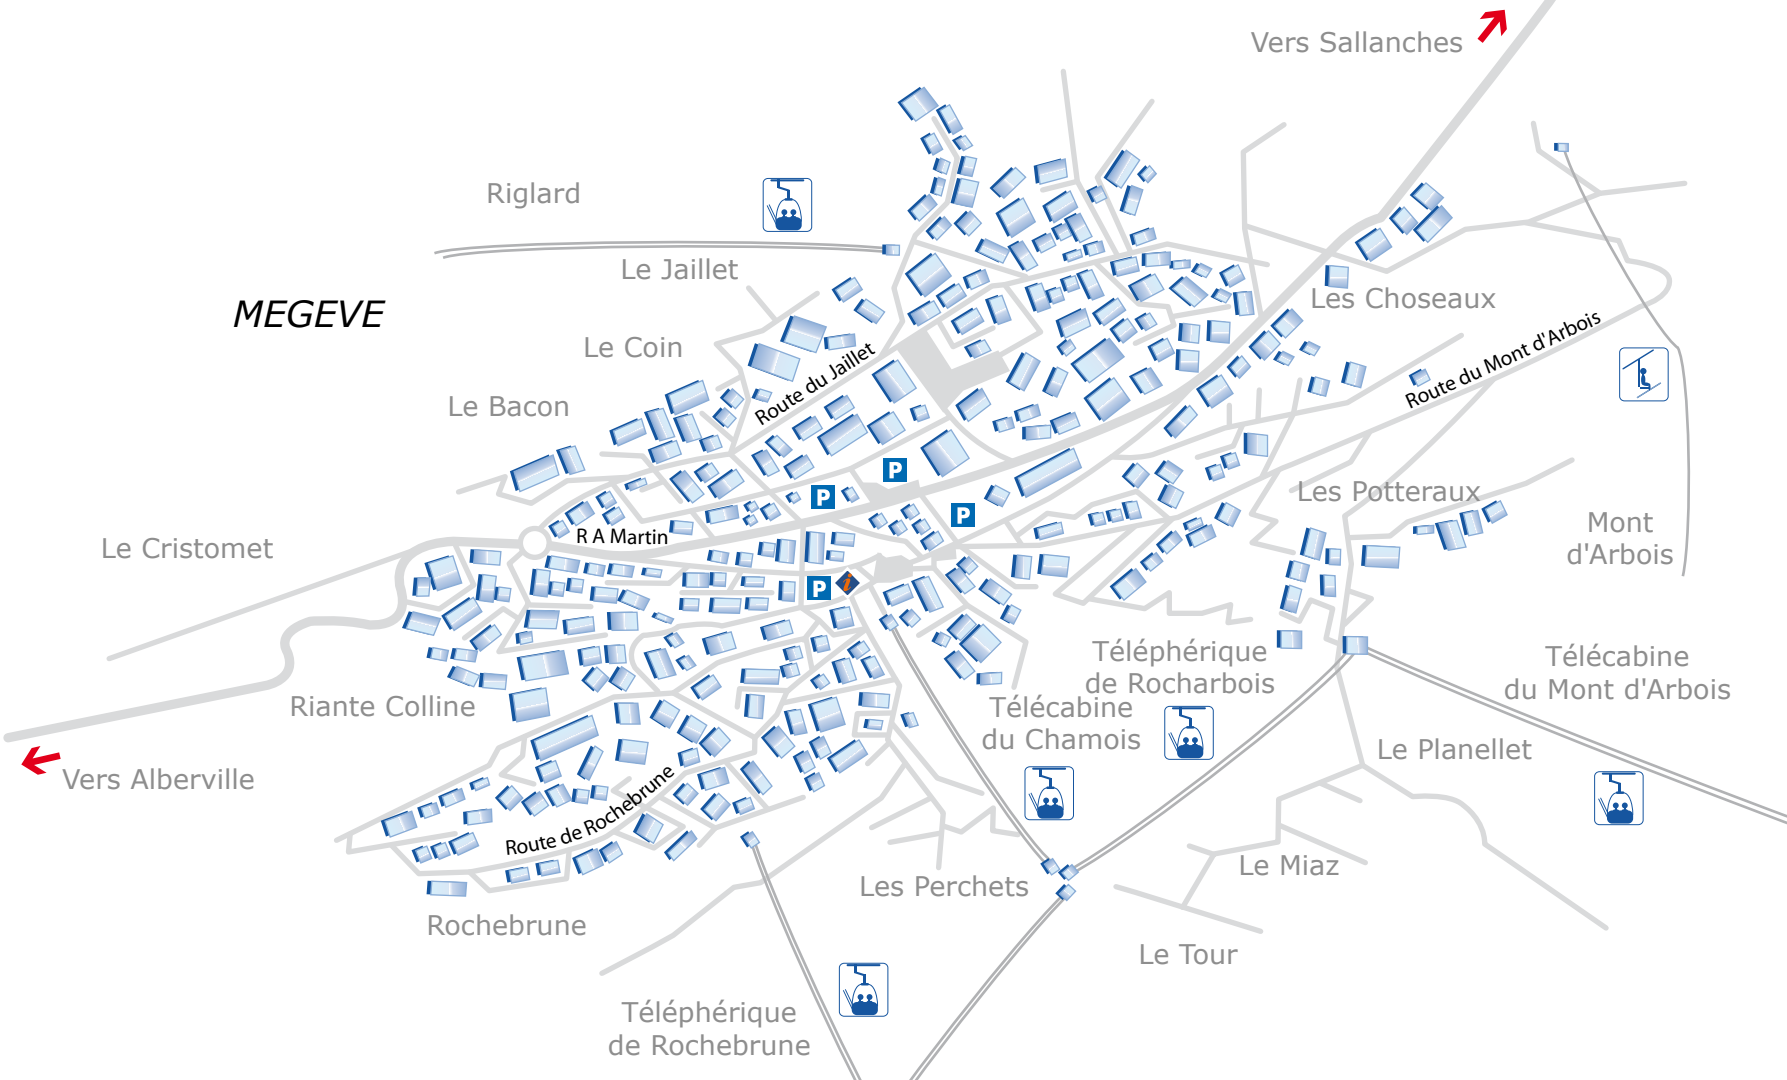 Vers Sallanches
Riglard
Le Jaillet
MEGEVE
Les Choseaux
Le Coin
Route du Jaillet
Route du Mont d'Arbois
Le Bacon
P
P
P
Les Potteraux
R A Martin
Le Cristomet
Mont
d'Arbois
P
i
Téléphérique
de Rocharbois
Télécabine
du Mont d'Arbois
Riante Colline
Télécabine
du Chamois
Le Planellet
Vers Alberville
Route de Rochebrune
Le Miaz
Les Perchets
Rochebrune
Le Tour
Téléphérique
de Rochebrune